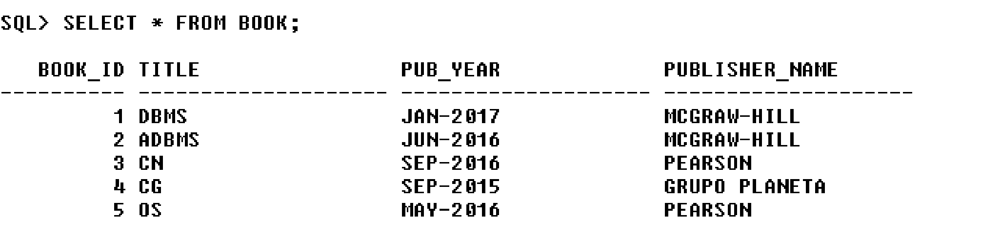 SQL> SELECT * FROM BOOK;
BOOK_ID TITLE PUB_YEAR PUBLISHER_NAME
---------- -------------------- -------------------- --------------------
1 DBMS JAN-2017 MCGRAW-HILL
2 ADBMS JUN-2016 MCGRAW-HILL
3 CN SEP-2016 PEARSON
4 CG SEP-2015 GRUPO PLANETA
5 OS MAY-2016 PEARSON